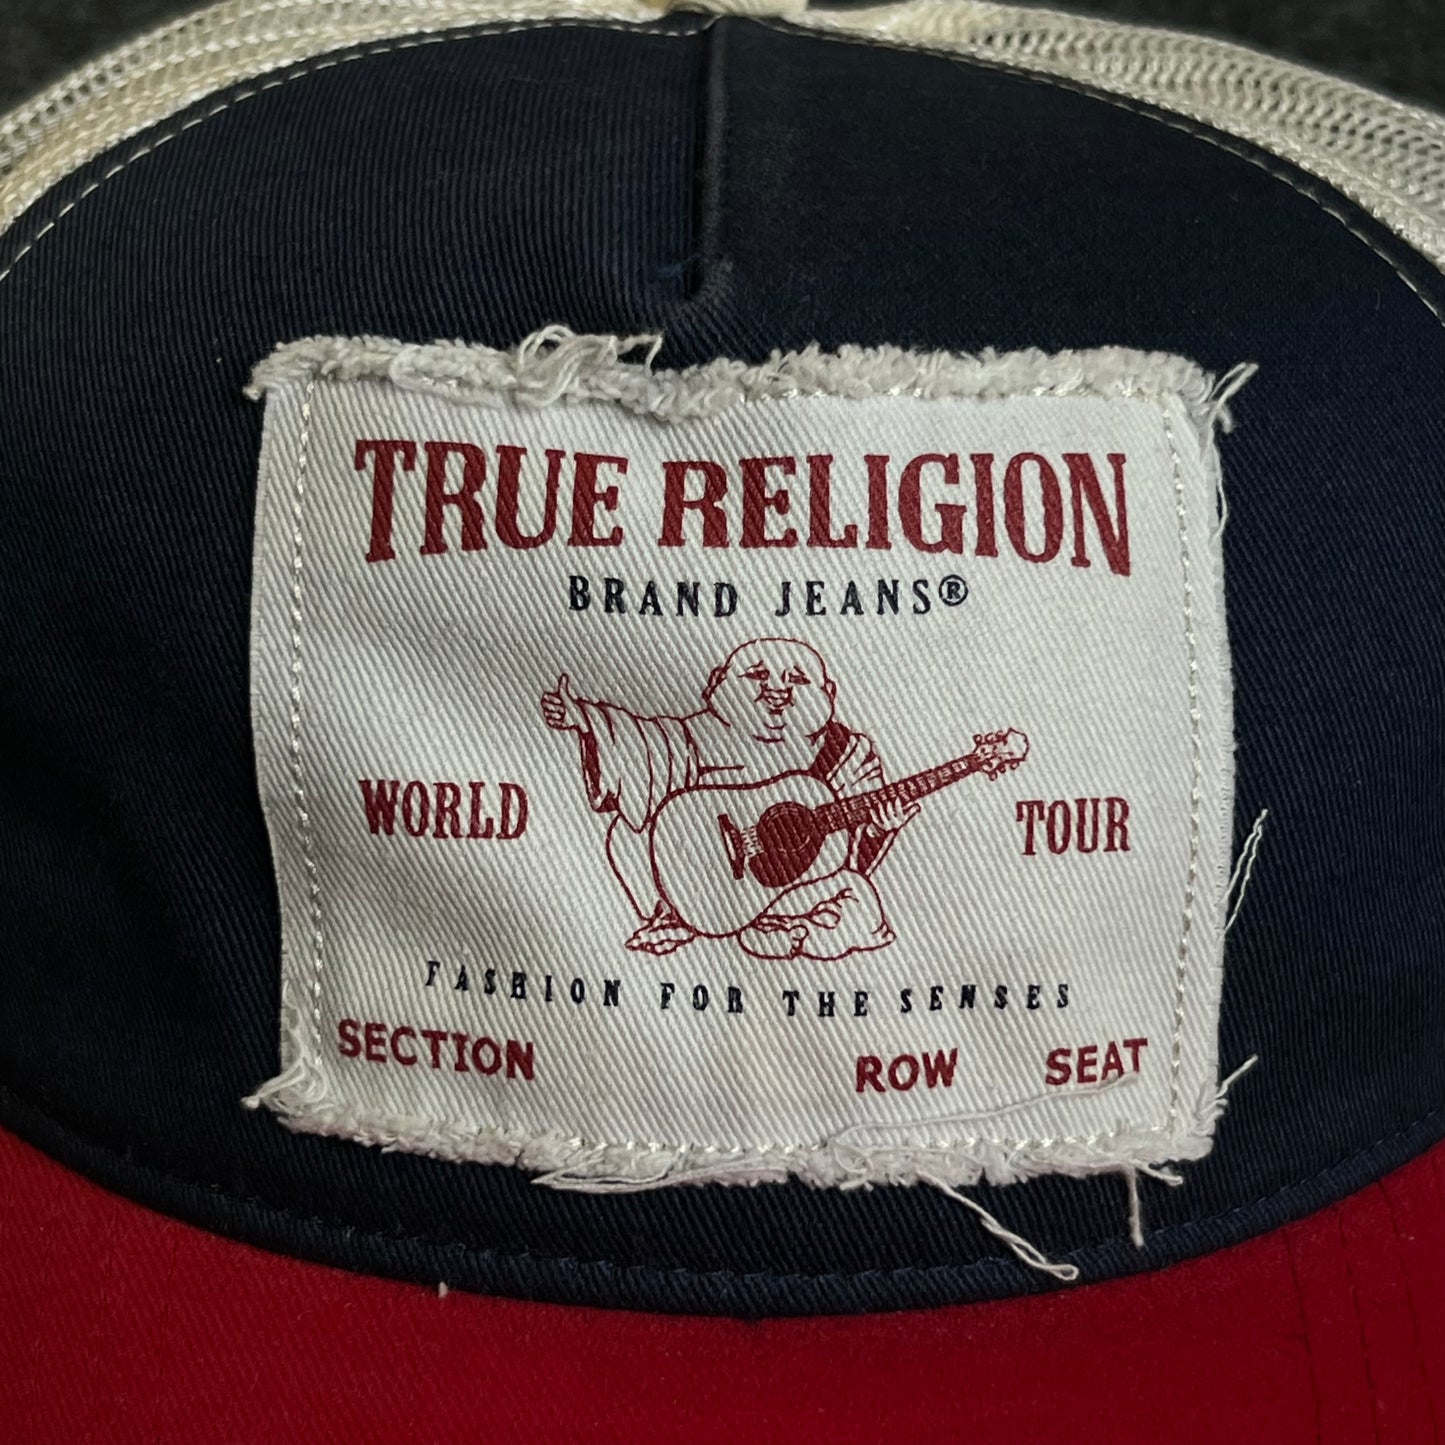 TRUE RELIGION
BRAND JEANS®
WORLD TOUR
FASHION FOR THE SENSES
SECTION ROW SEAT